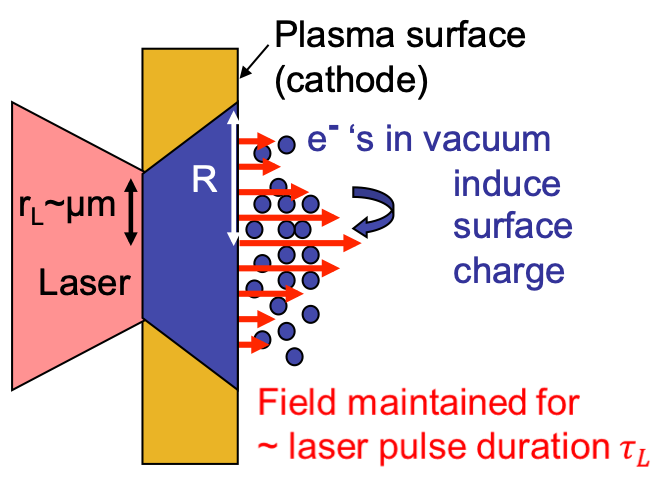 Plasma surface
(cathode)
e⁻ 's in vacuum
induce
surface
charge
R
r_L~µm
Laser
Field maintained for
~ laser pulse duration τ_L